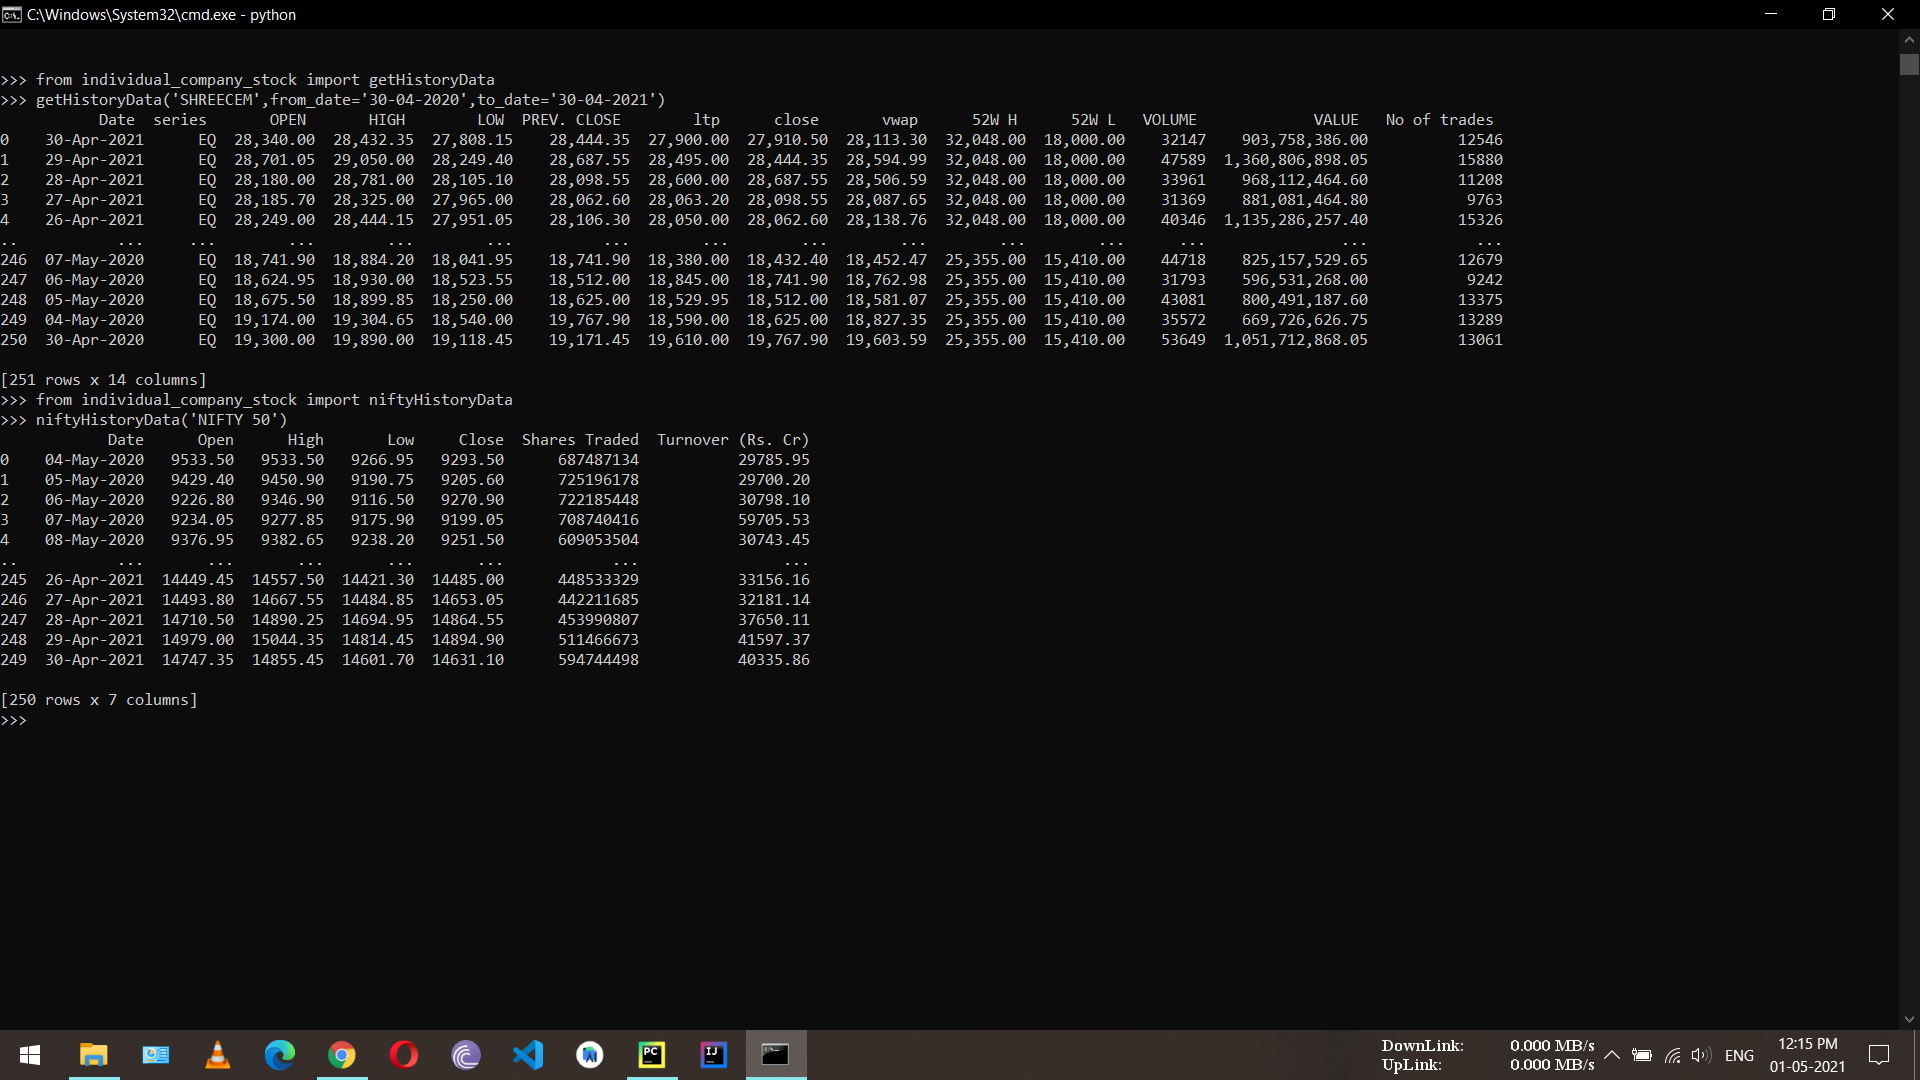 C:\Windows\System32\cmd.exe - python
>>> from individual_company_stock import getHistoryData
>>> getHistoryData('SHREECEM',from_date='30-04-2020',to_date='30-04-2021')
Date series OPEN HIGH LOW PREV. CLOSE ltp close vwap 52W H 52W L VOLUME VALUE No of trades
0 30-Apr-2021 EQ 28,340.00 28,432.35 27,808.15 28,444.35 27,900.00 27,910.50 28,113.30 32,048.00 18,000.00 32147 903,758,386.00 12546
1 29-Apr-2021 EQ 28,701.05 29,050.00 28,249.40 28,687.55 28,495.00 28,444.35 28,594.99 32,048.00 18,000.00 47589 1,360,806,898.05 15880
2 28-Apr-2021 EQ 28,180.00 28,781.00 28,105.10 28,098.55 28,600.00 28,687.55 28,506.59 32,048.00 18,000.00 33961 968,112,464.60 11208
3 27-Apr-2021 EQ 28,185.70 28,325.00 27,965.00 28,062.60 28,063.20 28,098.55 28,087.65 32,048.00 18,000.00 31369 881,081,464.80 9763
4 26-Apr-2021 EQ 28,249.00 28,444.15 27,951.05 28,106.30 28,050.00 28,062.60 28,138.76 32,048.00 18,000.00 40346 1,135,286,257.40 15326
.. ... ... ... ... ... ... ... ... ... ... ... ... ... ...
246 07-May-2020 EQ 18,741.90 18,884.20 18,041.95 18,741.90 18,380.00 18,432.40 18,452.47 25,355.00 15,410.00 44718 825,157,529.65 12679
247 06-May-2020 EQ 18,624.95 18,930.00 18,523.55 18,512.00 18,845.00 18,741.90 18,762.98 25,355.00 15,410.00 31793 596,531,268.00 9242
248 05-May-2020 EQ 18,675.50 18,899.85 18,250.00 18,625.00 18,529.95 18,512.00 18,581.07 25,355.00 15,410.00 43081 800,491,187.60 13375
249 04-May-2020 EQ 19,174.00 19,304.65 18,540.00 19,767.90 18,590.00 18,625.00 18,827.35 25,355.00 15,410.00 35572 669,726,626.75 13289
250 30-Apr-2020 EQ 19,300.00 19,890.00 19,118.45 19,171.45 19,610.00 19,767.90 19,603.59 25,355.00 15,410.00 53649 1,051,712,868.05 13061
[251 rows x 14 columns]
>>> from individual_company_stock import niftyHistoryData
>>> niftyHistoryData('NIFTY 50')
Date Open High Low Close Shares Traded Turnover (Rs. Cr)
0 04-May-2020 9533.50 9533.50 9266.95 9293.50 687487134 29785.95
1 05-May-2020 9429.40 9450.90 9190.75 9205.60 725196178 29700.20
2 06-May-2020 9226.80 9346.90 9116.50 9270.90 722185448 30798.10
3 07-May-2020 9234.05 9277.85 9175.90 9199.05 708740416 59705.53
4 08-May-2020 9376.95 9382.65 9238.20 9251.50 609053504 30743.45
.. ... ... ... ... ... ... ...
245 26-Apr-2021 14449.45 14557.50 14421.30 14485.00 448533329 33156.16
246 27-Apr-2021 14493.80 14667.55 14484.85 14653.05 442211685 32181.14
247 28-Apr-2021 14710.50 14890.25 14694.95 14864.55 453990807 37650.11
248 29-Apr-2021 14979.00 15044.35 14814.45 14894.90 511466673 41597.37
249 30-Apr-2021 14747.35 14855.45 14601.70 14631.10 594744498 40335.86
[250 rows x 7 columns]
>>>
PC
IJ
DownLink: 0.000 MB/s
UpLink: 0.000 MB/s
ENG
12:15 PM
01-05-2021